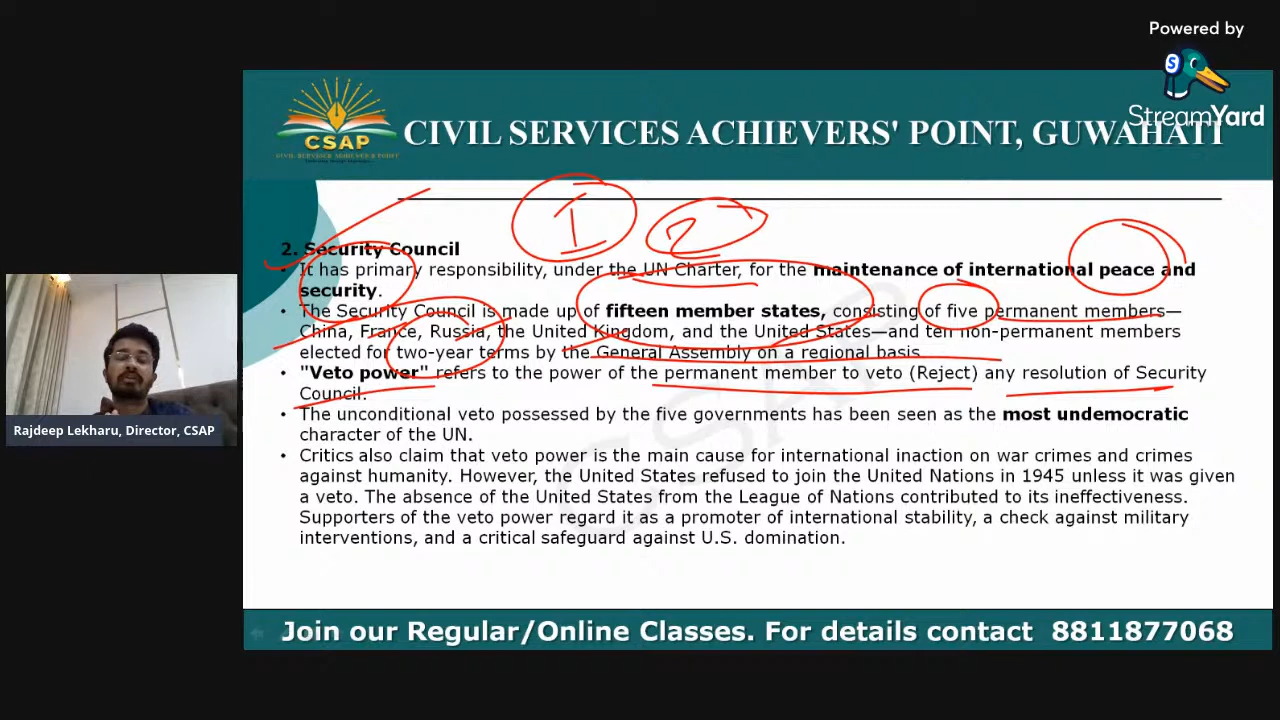 Powered by
StreamYard
CSAP
CIVIL SERVICES ACHIEVERS' POINT, GUWAHATI
I 2
2. Security Council
• It has primary responsibility, under the UN Charter, for the maintenance of international peace and
security.
• The Security Council is made up of fifteen member states, consisting of five permanent members—
China, France, Russia, the United Kingdom, and the United States—and ten non-permanent members
elected for two-year terms by the General Assembly on a regional basis.
• "Veto power" refers to the power of the permanent member to veto (Reject) any resolution of Security
Council.
• The unconditional veto possessed by the five governments has been seen as the most undemocratic
character of the UN.
• Critics also claim that veto power is the main cause for international inaction on war crimes and crimes
against humanity. However, the United States refused to join the United Nations in 1945 unless it was given
a veto. The absence of the United States from the League of Nations contributed to its ineffectiveness.
Supporters of the veto power regard it as a promoter of international stability, a check against military
interventions, and a critical safeguard against U.S. domination.
CSAP
Rajdeep Lekharu, Director, CSAP
Join our Regular/Online Classes. For details contact 8811877068